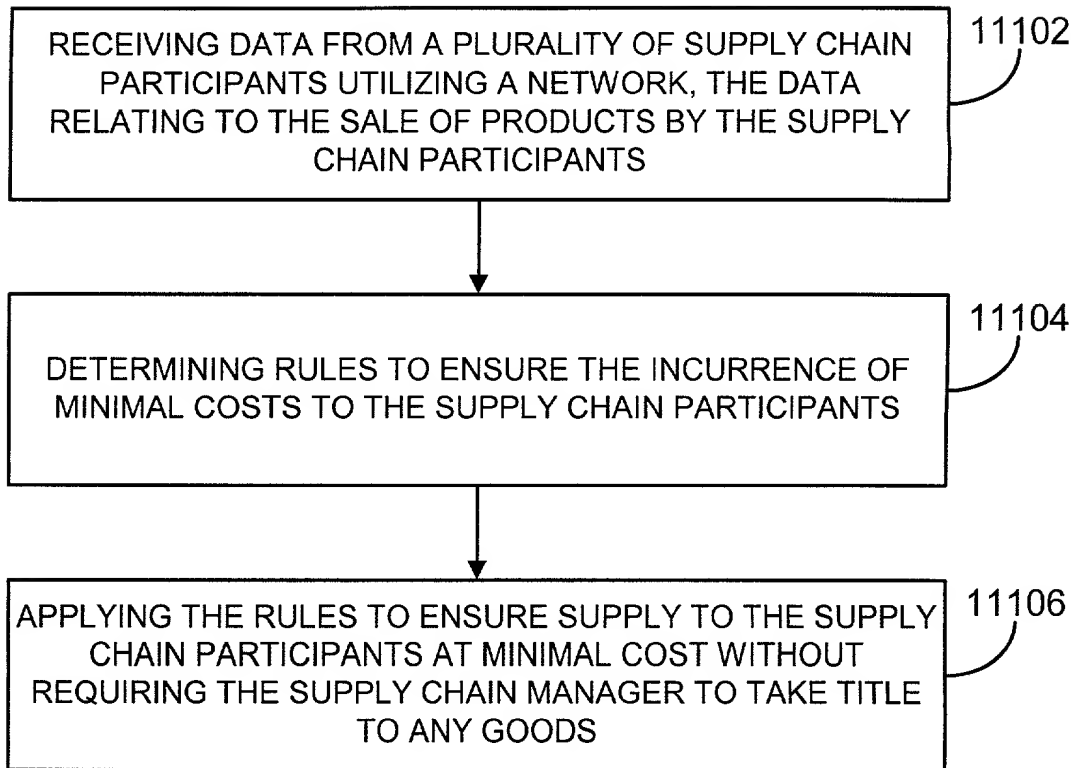 RECEIVING DATA FROM A PLURALITY OF SUPPLY CHAIN
PARTICIPANTS UTILIZING A NETWORK, THE DATA
RELATING TO THE SALE OF PRODUCTS BY THE SUPPLY
CHAIN PARTICIPANTS
11102
DETERMINING RULES TO ENSURE THE INCURRENCE OF
MINIMAL COSTS TO THE SUPPLY CHAIN PARTICIPANTS
11104
APPLYING THE RULES TO ENSURE SUPPLY TO THE SUPPLY
CHAIN PARTICIPANTS AT MINIMAL COST WITHOUT
REQUIRING THE SUPPLY CHAIN MANAGER TO TAKE TITLE
TO ANY GOODS
11106